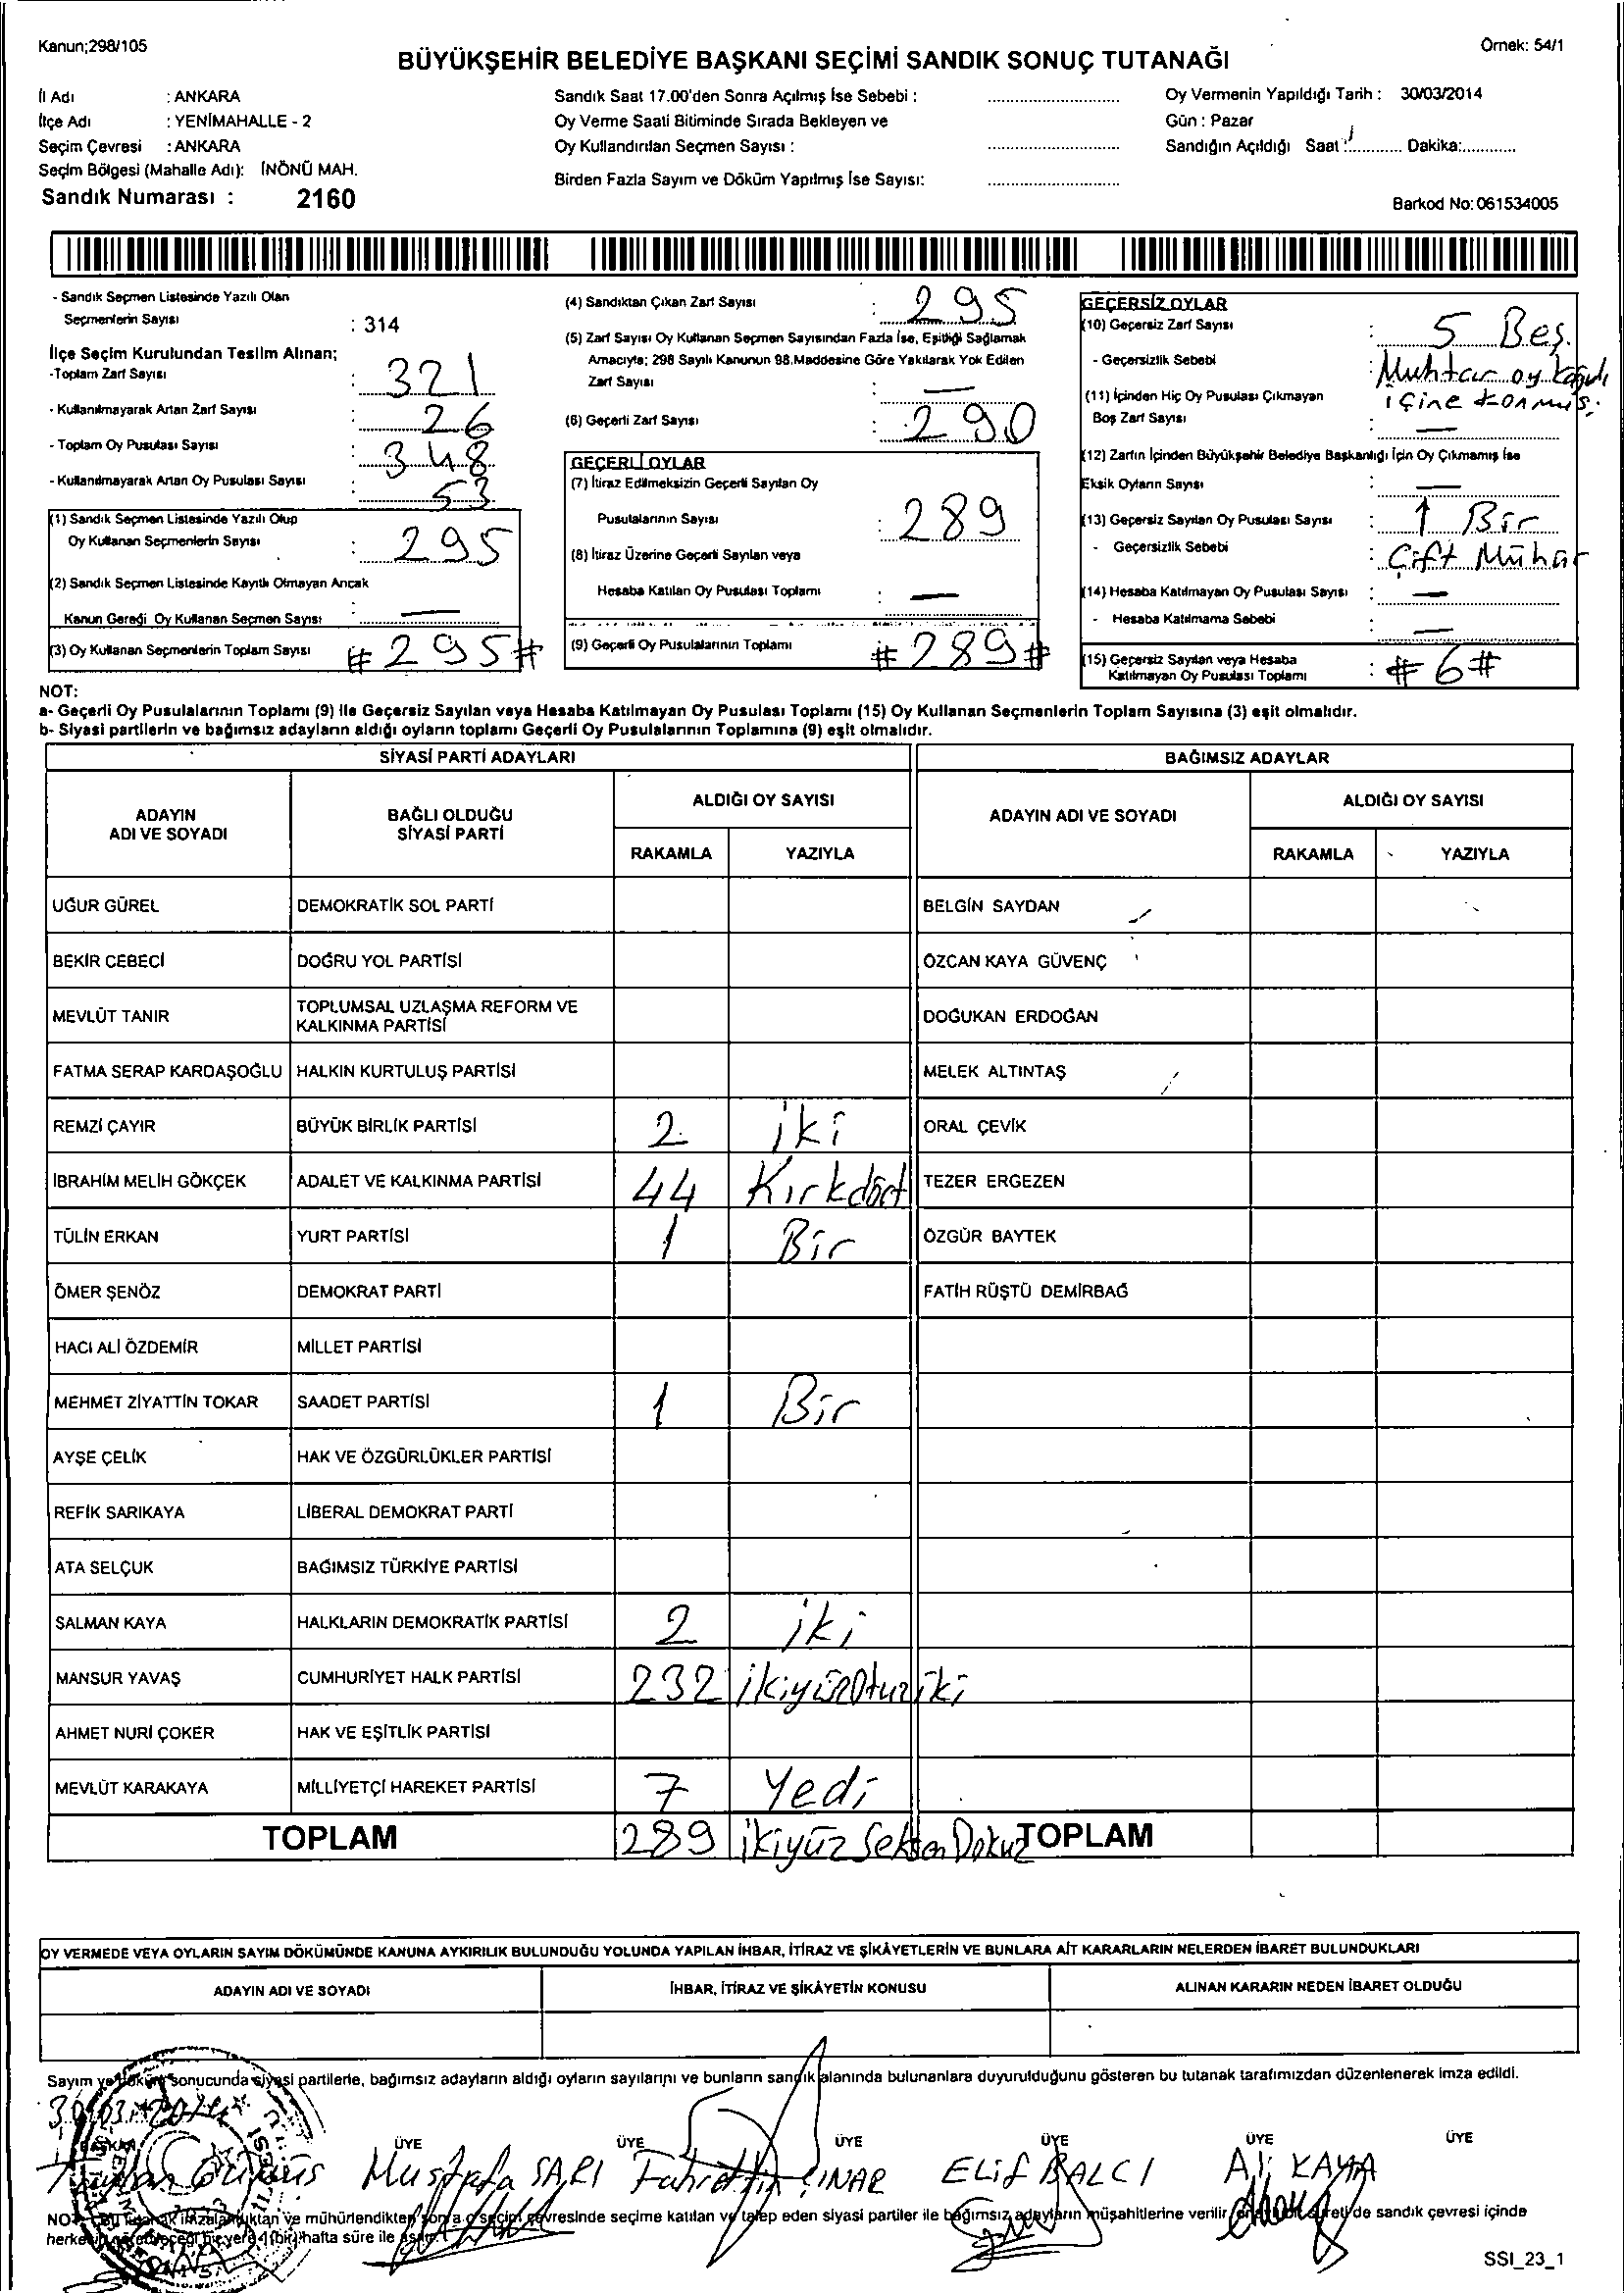 Kanun;298/105
Örnek: 54/1
BÜYÜKŞEHİR BELEDİYE BAŞKANI SEÇİMİ SANDIK SONUÇ TUTANAĞI
İl Adı : ANKARA
İlçe Adı : YENİMAHALLE - 2
Seçim Çevresi : ANKARA
Seçim Bölgesi (Mahalle Adı): İNÖNÜ MAH.
Sandık Numarası : 2160
Sandık Saat 17.00'den Sonra Açılmış İse Sebebi :
Oy Verme Saati Bitiminde Sırada Bekleyen ve
Oy Kullandırılan Seçmen Sayısı :
Birden Fazla Sayım ve Döküm Yapılmış İse Sayısı:
Oy Vermenin Yapıldığı Tarih : 30/03/2014
Gün : Pazar
Sandığın Açıldığı Saat : Dakika:
Barkod No: 061534005
- Sandık Seçmen Listesinde Yazılı Olan
Seçmenlerin Sayısı : 314
İlçe Seçim Kurulundan Teslim Alınan;
-Toplam Zarf Sayısı : 321
- Kullanılmayarak Artan Zarf Sayısı : 26
- Toplam Oy Pusulası Sayısı : 348
- Kullanılmayarak Artan Oy Pusulası Sayısı : 53
(1) Sandık Seçmen Listesinde Yazılı Olup
Oy Kullanan Seçmenlerin Sayısı : 295
(2) Sandık Seçmen Listesinde Kayıtlı Olmayan Ancak
Kanun Gereği Oy Kullanan Seçmen Sayısı : —
(3) Oy Kullanan Seçmenlerin Toplam Sayısı # 295 #
(4) Sandıktan Çıkan Zarf Sayısı : 295
(5) Zarf Sayısı Oy Kullanan Seçmen Sayısından Fazla İse, Eşitliği Sağlamak
Amacıyla; 298 Sayılı Kanunun 98.Maddesine Göre Yakılarak Yok Edilen
Zarf Sayısı : —
(6) Geçerli Zarf Sayısı : 290
GEÇERLİ OYLAR
(7) İtiraz Edilmeksizin Geçerli Sayılan Oy
Pusulalarının Sayısı : 289
(8) İtiraz Üzerine Geçerli Sayılan veya
Hesaba Katılan Oy Pusulası Toplamı : —
(9) Geçerli Oy Pusulalarının Toplamı # 289 #
GEÇERSİZ OYLAR
(10) Geçersiz Zarf Sayısı : 5 Beş.
- Geçersizlik Sebebi : Muhtar oy kağıdı
içine konmuş.
(11) İçinden Hiç Oy Pusulası Çıkmayan
Boş Zarf Sayısı : —
(12) Zarfın İçinden Büyükşehir Belediye Başkanlığı İçin Oy Çıkmamış İse
Eksik Oyların Sayısı : —
(13) Geçersiz Sayılan Oy Pusulası Sayısı : 1 Bir
- Geçersizlik Sebebi : Çift Mühür
(14) Hesaba Katılmayan Oy Pusulası Sayısı : —
- Hesaba Katılmama Sebebi —
(15) Geçersiz Sayılan veya Hesaba
Katılmayan Oy Pusulası Toplamı : # 6 #
NOT:
a- Geçerli Oy Pusulalarının Toplamı (9) ile Geçersiz Sayılan veya Hesaba Katılmayan Oy Pusulası Toplamı (15) Oy Kullanan Seçmenlerin Toplam Sayısına (3) eşit olmalıdır.
b- Siyasi partilerin ve bağımsız adayların aldığı oyların toplamı Geçerli Oy Pusulalarının Toplamına (9) eşit olmalıdır.
SİYASİ PARTİ ADAYLARI BAĞIMSIZ ADAYLAR
ADAYIN ADI VE SOYADI BAĞLI OLDUĞU SİYASİ PARTİ ALDIĞI OY SAYISI ADAYIN ADI VE SOYADI ALDIĞI OY SAYISI
RAKAMLA YAZIYLA RAKAMLA YAZIYLA
UĞUR GÜREL DEMOKRATİK SOL PARTİ BELGİN SAYDAN
BEKİR CEBECİ DOĞRU YOL PARTİSİ ÖZCAN KAYA GÜVENÇ
MEVLÜT TANIR TOPLUMSAL UZLAŞMA REFORM VE KALKINMA PARTİSİ DOĞUKAN ERDOĞAN
FATMA SERAP KARDAŞOĞLU HALKIN KURTULUŞ PARTİSİ MELEK ALTINTAŞ
REMZİ ÇAYIR BÜYÜK BİRLİK PARTİSİ 2 iki ORAL ÇEVİK
İBRAHİM MELİH GÖKÇEK ADALET VE KALKINMA PARTİSİ 44 Kırkdört TEZER ERGEZEN
TÜLİN ERKAN YURT PARTİSİ 1 Bir ÖZGÜR BAYTEK
ÖMER ŞENÖZ DEMOKRAT PARTİ FATİH RÜŞTÜ DEMİRBAĞ
HACI ALİ ÖZDEMİR MİLLET PARTİSİ
MEHMET ZİYATTİN TOKAR SAADET PARTİSİ 1 Bir
AYŞE ÇELİK HAK VE ÖZGÜRLÜKLER PARTİSİ
REFİK SARIKAYA LİBERAL DEMOKRAT PARTİ
ATA SELÇUK BAĞIMSIZ TÜRKİYE PARTİSİ
SALMAN KAYA HALKLARIN DEMOKRATİK PARTİSİ 2 iki
MANSUR YAVAŞ CUMHURİYET HALK PARTİSİ 232 ikiyüzOtuziki
AHMET NURİ ÇOKER HAK VE EŞİTLİK PARTİSİ
MEVLÜT KARAKAYA MİLLİYETÇİ HAREKET PARTİSİ 7 Yedi
TOPLAM 289 ikiyüz Seksen Dokuz TOPLAM
OY VERMEDE VEYA OYLARIN SAYIM DÖKÜMÜNDE KANUNA AYKIRILIK BULUNDUĞU YOLUNDA YAPILAN İHBAR, İTİRAZ VE ŞİKÂYETLERİN VE BUNLARA AİT KARARLARIN NELERDEN İBARET BULUNDUKLARI
ADAYIN ADI VE SOYADI İHBAR, İTİRAZ VE ŞİKÂYETİN KONUSU ALINAN KARARIN NEDEN İBARET OLDUĞU
Sayım ve döküm sonucunda siyasi partilerle, bağımsız adayların aldığı oyların sayılarını ve bunların sandık alanında bulunanlara duyurulduğunu gösteren bu tutanak tarafımızdan düzenlenerek imza edildi.
30/03/2014
BAŞKAN ÜYE ÜYE ÜYE ÜYE ÜYE ÜYE
Mustafa SARI Fahrettin ÇINAR ELİF BALCI Ali KAYA
NOT: Bu tutanak imzalandıktan ve mühürlendikten sonra o seçim çevresinde seçime katılan ve talep eden siyasi partiler ile bağımsız adayların müşahitlerine verilir de sandık çevresi içinde
hafta süre ile
SSI_23_1